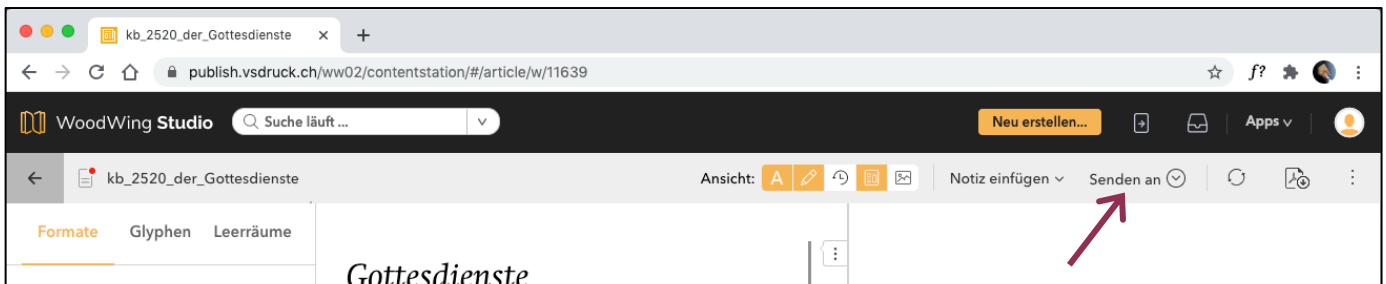 kb_2520_der_Gottesdienste
publish.vsdruck.ch/ww02/contentstation/#/article/w/11639
f?
WoodWing Studio Suche läuft ... Neu erstellen... Apps
kb_2520_der_Gottesdienste Ansicht: A Notiz einfügen Senden an
Formate Glyphen Leerräume
Gottesdienste